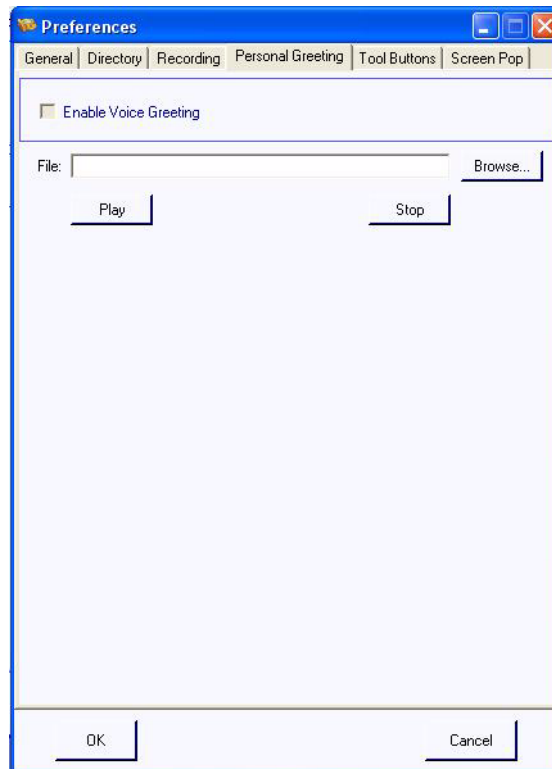 Preferences
General Directory Recording Personal Greeting Tool Buttons Screen Pop
Enable Voice Greeting
File: Browse...
Play Stop
OK Cancel